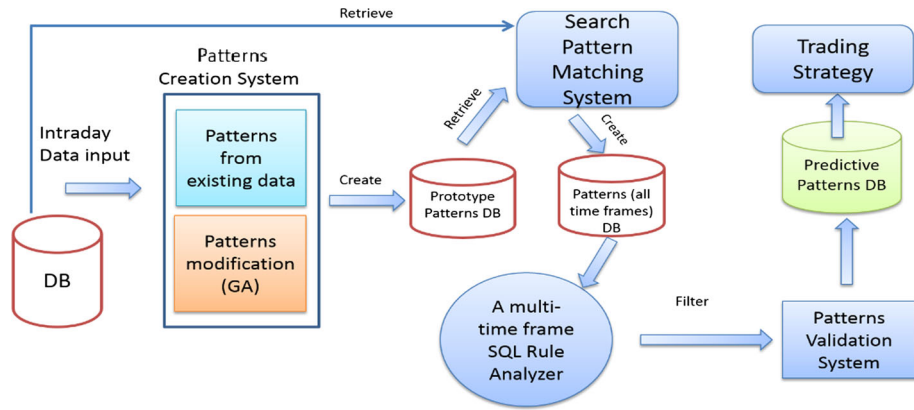 Retrieve
Patterns
Creation System
Intraday
Data input
DB
Patterns
from
existing data
Patterns
modification
(GA)
Create
Prototype
Patterns DB
Retrieve
Search
Pattern
Matching
System
Create
Patterns (all
time frames)
DB
A multi-
time frame
SQL Rule
Analyzer
Filter
Patterns
Validation
System
Predictive
Patterns DB
Trading
Strategy